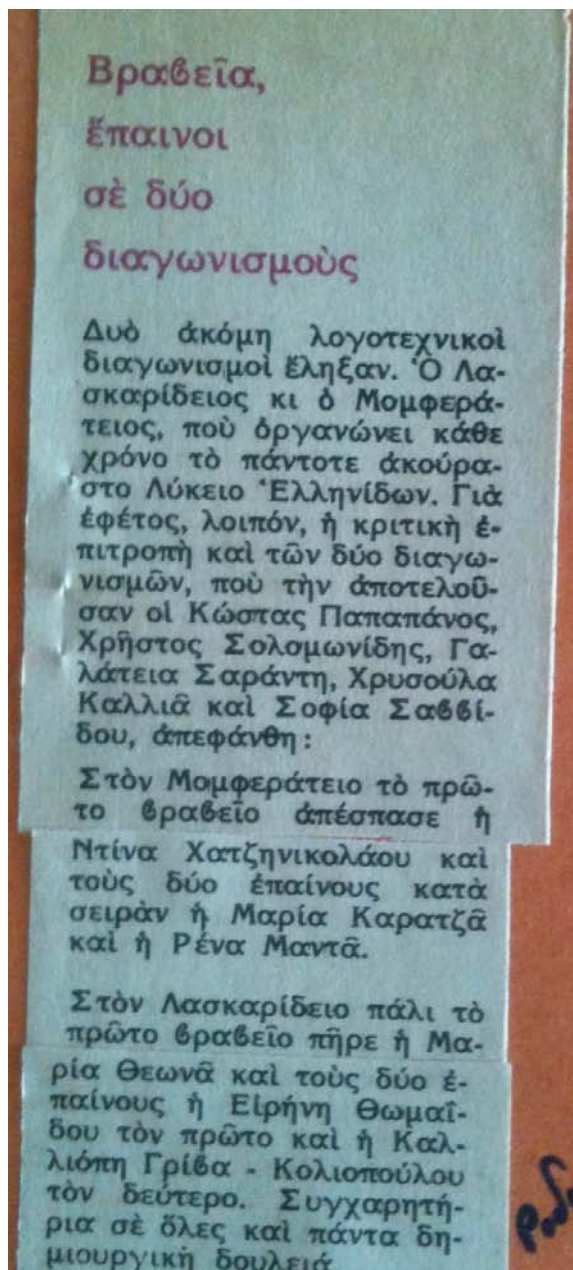 Βραβεῖα,
ἔπαινοι
σὲ δύο
διαγωνισμοὺς
Δυὸ ἀκόμη λογοτεχνικοὶ
διαγωνισμοὶ ἔληξαν. Ὁ Λα-
σκαρίδειος κι ὁ Μομφερά-
τειος, ποὺ ὀργανώνει κάθε
χρόνο τὸ πάντοτε ἀκούρα-
στο Λύκειο Ἑλληνίδων. Γιὰ
ἐφέτος, λοιπόν, ἡ κριτικὴ ἐ-
πιτροπὴ καὶ τῶν δύο διαγω-
νισμῶν, ποὺ τὴν ἀποτελοῦ-
σαν οἱ Κώστας Παπαπάνος,
Χρῆστος Σολομωνίδης, Γα-
λάτεια Σαράντη, Χρυσούλα
Καλλιᾶ καὶ Σοφία Σαββί-
δου, ἀπεφάνθη:
Στὸν Μομφεράτειο τὸ πρῶ-
το βραβεῖο ἀπέσπασε ἡ
Ντίνα Χατζηνικολάου καὶ
τοὺς δύο ἐπαίνους κατὰ
σειρὰν ἡ Μαρία Καρατζᾶ
καὶ ἡ Ρένα Μαντᾶ.
Στὸν Λασκαρίδειο πάλι τὸ
πρῶτο βραβεῖο πῆρε ἡ Μα-
ρία Θεωνᾶ καὶ τοὺς δύο ἐ-
παίνους ἡ Εἰρήνη Θωμαΐ-
δου τὸν πρῶτο καὶ ἡ Καλ-
λιόπη Γρίβα - Κολιοπούλου
τὸν δεύτερο. Συγχαρητή-
ρια σὲ ὅλες καὶ πάντα δη-
μιουργικὴ δουλειά